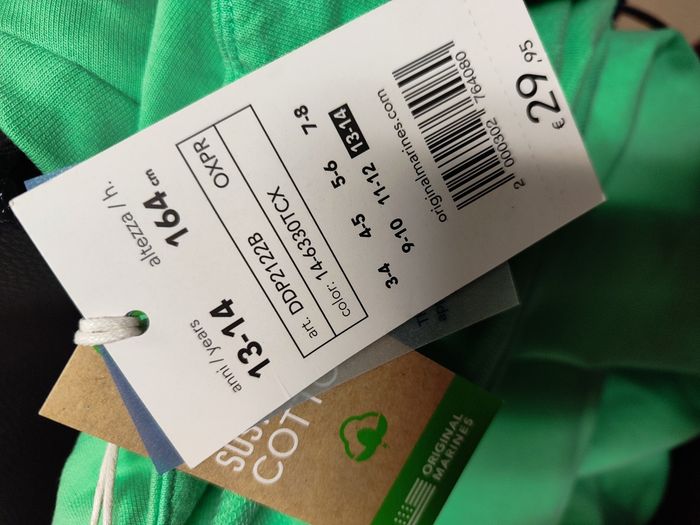 anni / years altezza / h.
13-14 164 cm
art. DDP2122B OXPR
color: 14-6330TCX
3-4 4-5 5-6 7-8
9-10 11-12 13-14
originalmarines.com
2 000302 764080
€ 29,95
SUS
COTTO
ORIGINAL
MARINES